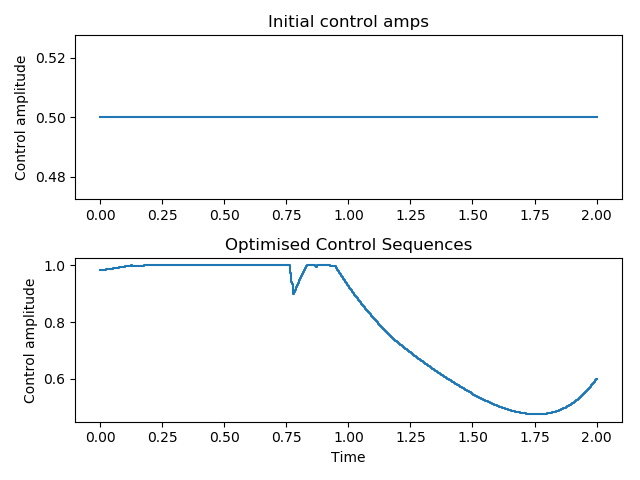 Initial control amps
Control amplitude
0.52
0.50
0.48
0.00 0.25 0.50 0.75 1.00 1.25 1.50 1.75 2.00
Optimised Control Sequences
Control amplitude
1.0
0.8
0.6
0.00 0.25 0.50 0.75 1.00 1.25 1.50 1.75 2.00
Time